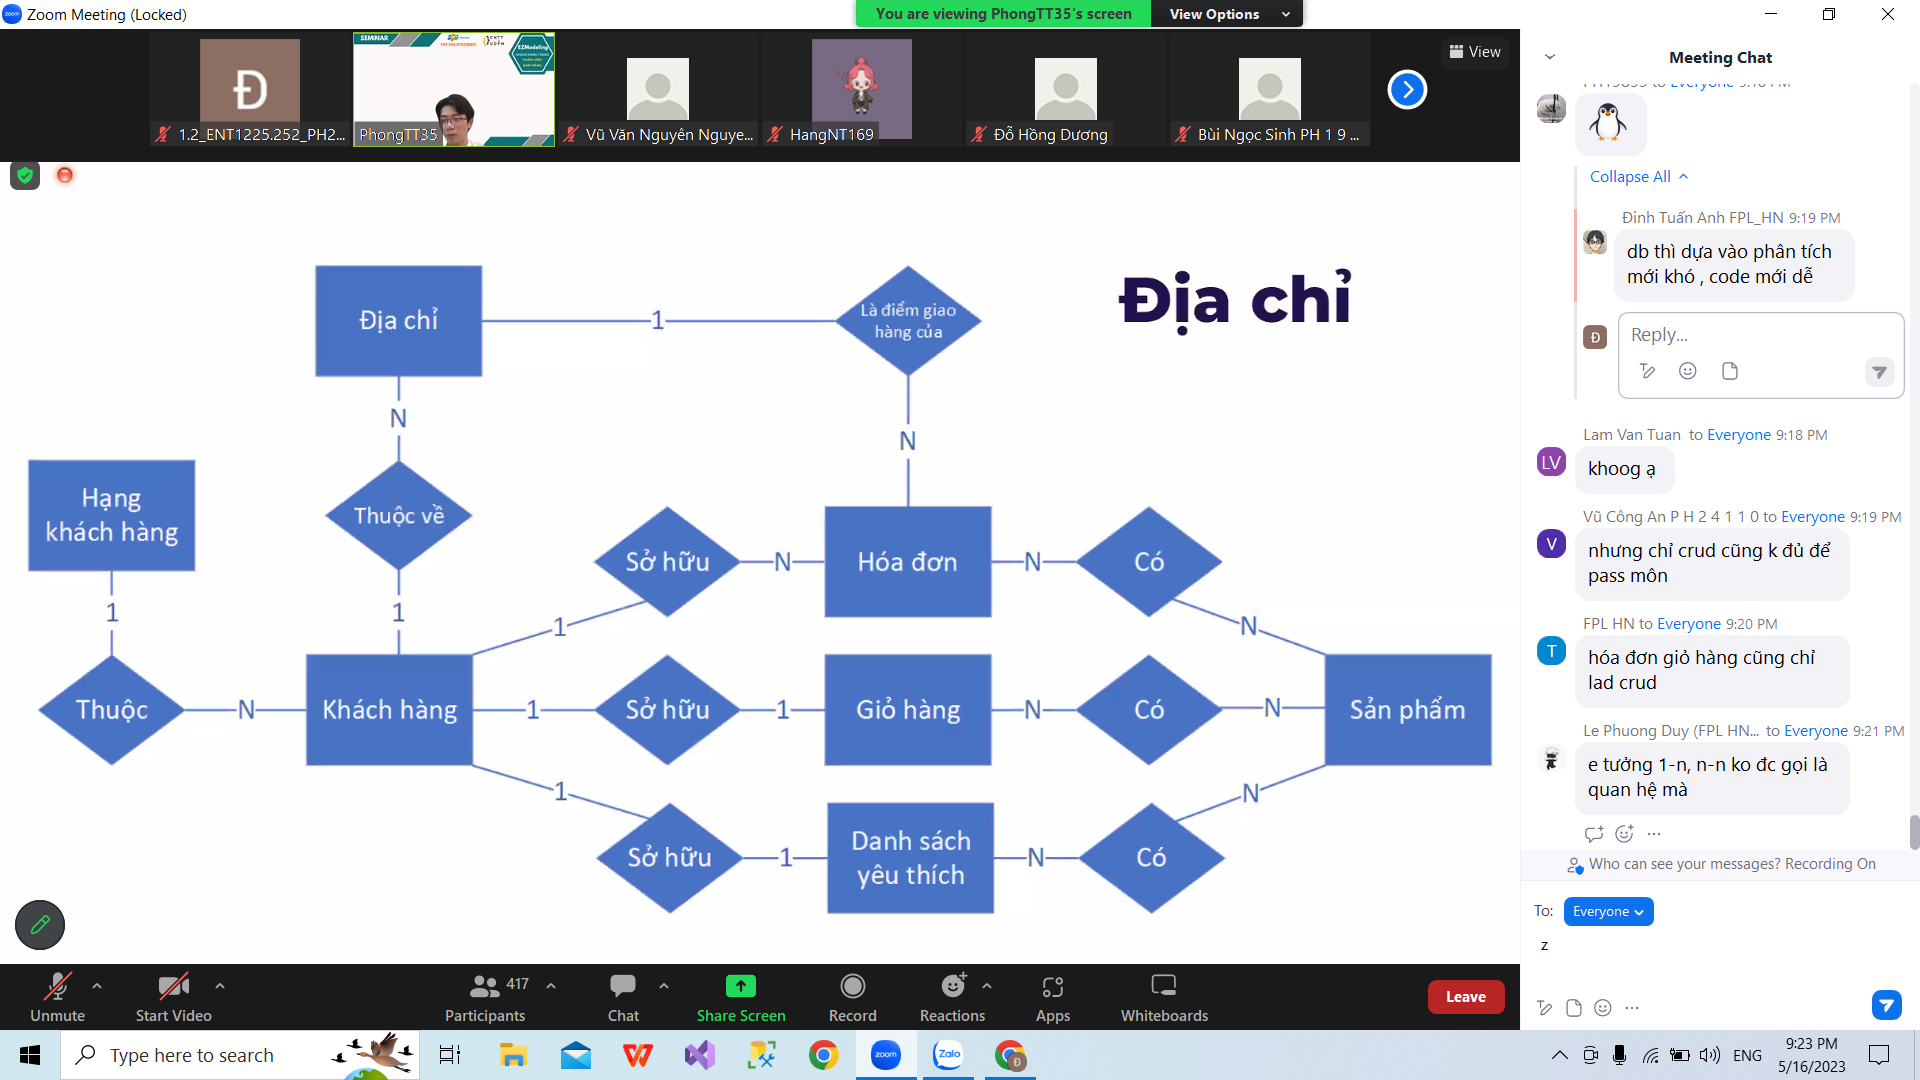 Zoom Meeting (Locked)
You are viewing PhongTT35's screen
View Options
Đ
1.2_ENT1225.252_PH2...
SEMINAR
EZModeling
PhongTT35
Vũ Văn Nguyên Nguye...
HangNT169
Đỗ Hồng Dương
Bùi Ngọc Sinh PH 1 9 ...
View
Địa chỉ
Địa chỉ
1
Là điểm giao
hàng của
N
N
Hạng
khách hàng
Thuộc về
Sở hữu
N
Hóa đơn
N
Có
1
1
1
N
Thuộc
N
Khách hàng
1
Sở hữu
1
Giỏ hàng
N
Có
N
Sản phẩm
1
N
Sở hữu
1
Danh sách
yêu thích
N
Có
Meeting Chat
Collapse All
Đinh Tuấn Anh FPL_HN 9:19 PM
db thì dựa vào phân tích
mới khó , code mới dễ
Đ
Reply...
Lam Van Tuan to Everyone 9:18 PM
LV
khoog ạ
Vũ Công An P H 2 4 1 1 0 to Everyone 9:19 PM
V
nhưng chỉ crud cũng k đủ để
pass môn
FPL HN to Everyone 9:20 PM
T
hóa đơn giỏ hàng cũng chỉ
lad crud
Le Phuong Duy (FPL HN... to Everyone 9:21 PM
e tưởng 1-n, n-n ko đc gọi là
quan hệ mà
Who can see your messages? Recording On
To: Everyone
z
Unmute
Start Video
417
Participants
Chat
Share Screen
Record
Reactions
Apps
Whiteboards
Leave
Type here to search
zoom
Zalo
Đ
ENG
9:23 PM
5/16/2023